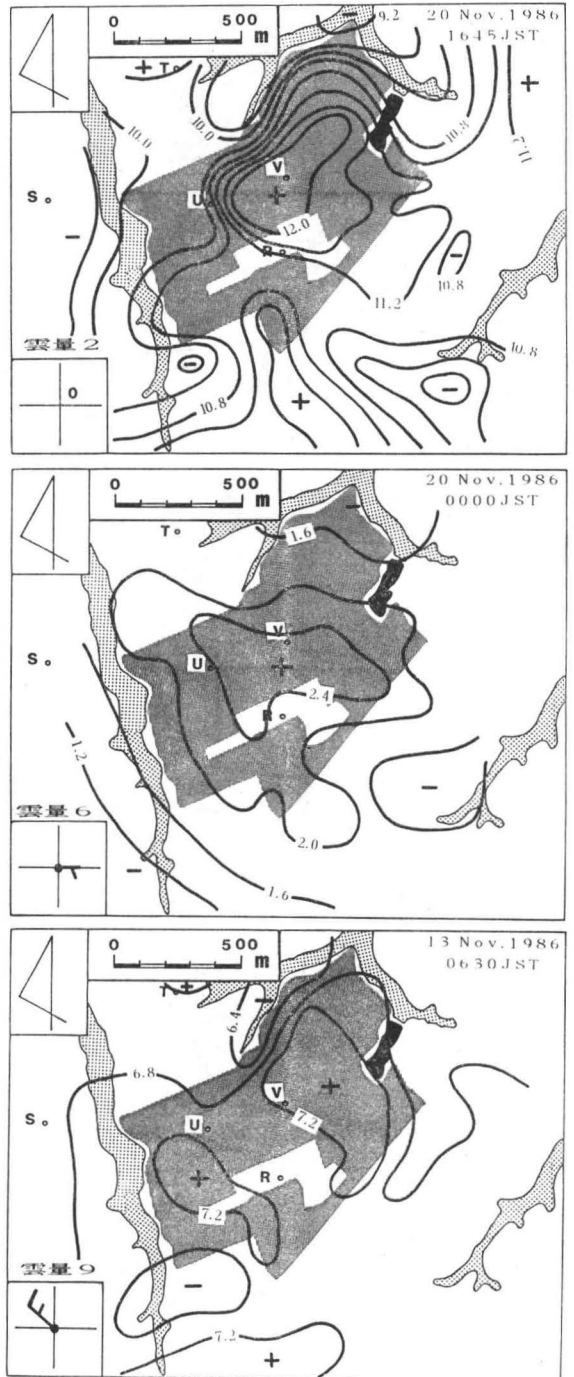 0 500
m
9.2
20 Nov.1986
1645JST
+ T
-
+
10.0
10.0
10.8
11.2
V
S
U
+
-
12.0
R
-
10.8
11.2
雲量2
-
10.8
-
0
10.8
+
0 500
m
20 Nov.1986
0000JST
T
1.6
-
V
S
U
+
2.4
R
1.2
-
雲量6
2.0
-
1.6
0 500
m
13 Nov.1986
0630JST
T +
-
6.4
6.8
+
V
S
U
7.2
+
R
7.2
雲量9
-
7.2
+